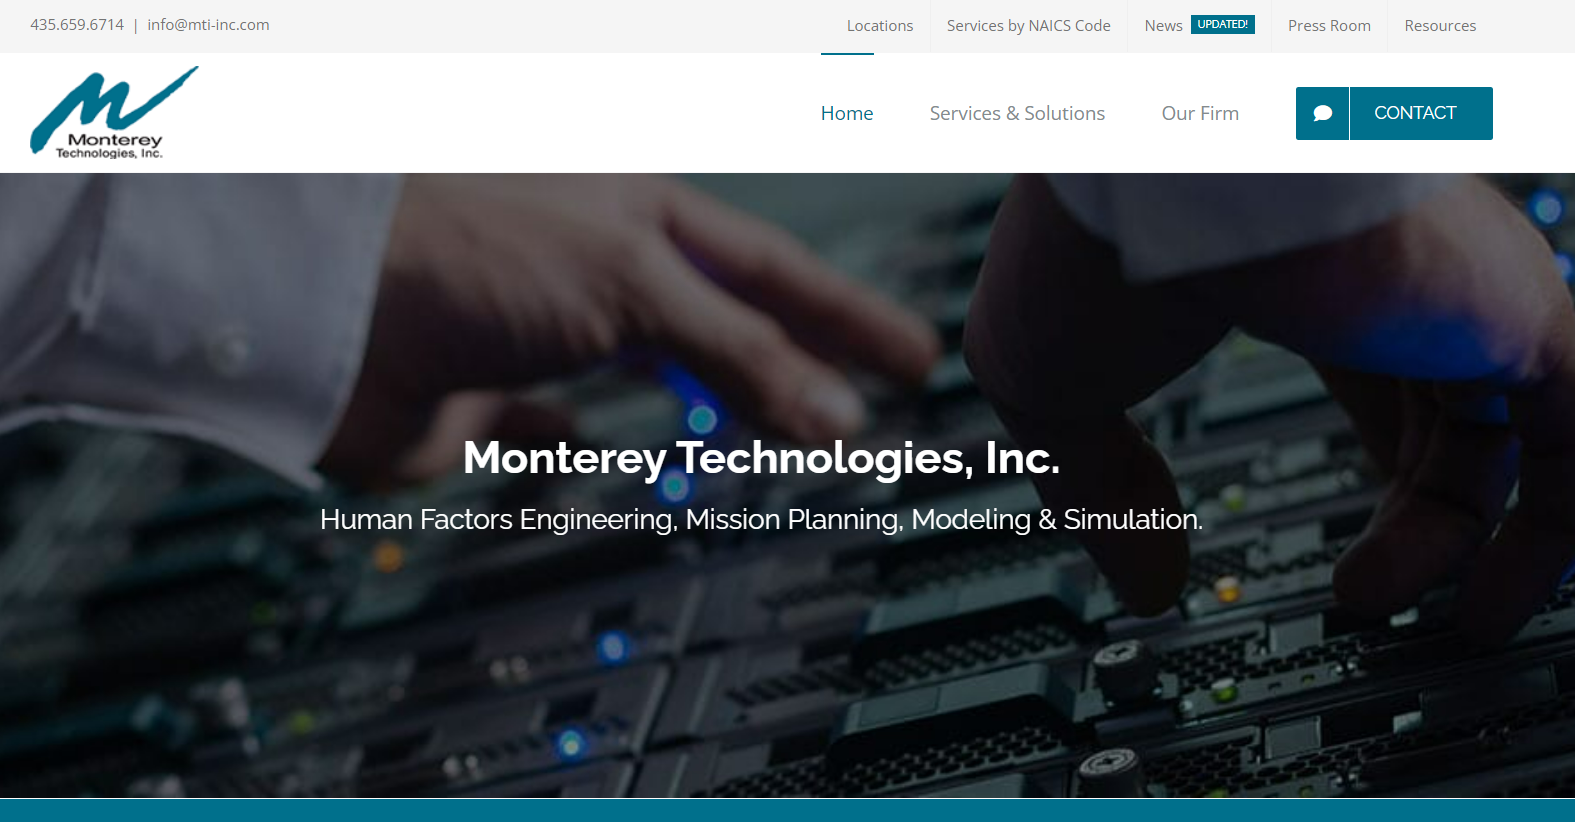 435.659.6714 | info@mti-inc.com
Locations
Services by NAICS Code
News UPDATED!
Press Room
Resources
Monterey
Technologies, Inc.
Home
Services & Solutions
Our Firm
CONTACT
Monterey Technologies, Inc.
Human Factors Engineering, Mission Planning, Modeling & Simulation.